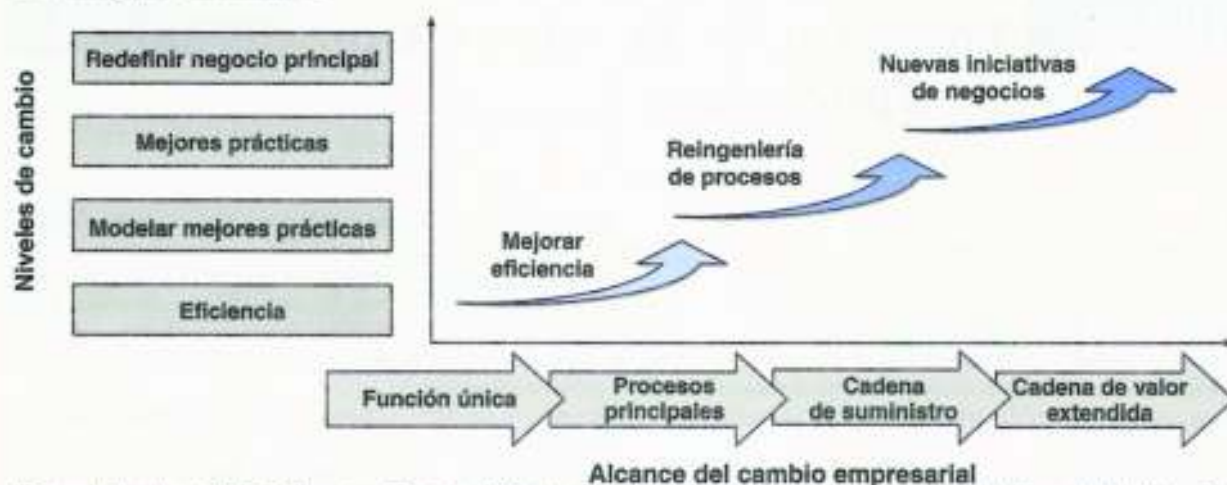 Niveles de cambio
Redefinir negocio principal
Mejores prácticas
Modelar mejores prácticas
Eficiencia
Nuevas iniciativas
de negocios
Reingeniería
de procesos
Mejorar
eficiencia
Función única
Procesos
principales
Cadena
de suministro
Cadena de valor
extendida
Alcance del cambio empresarial